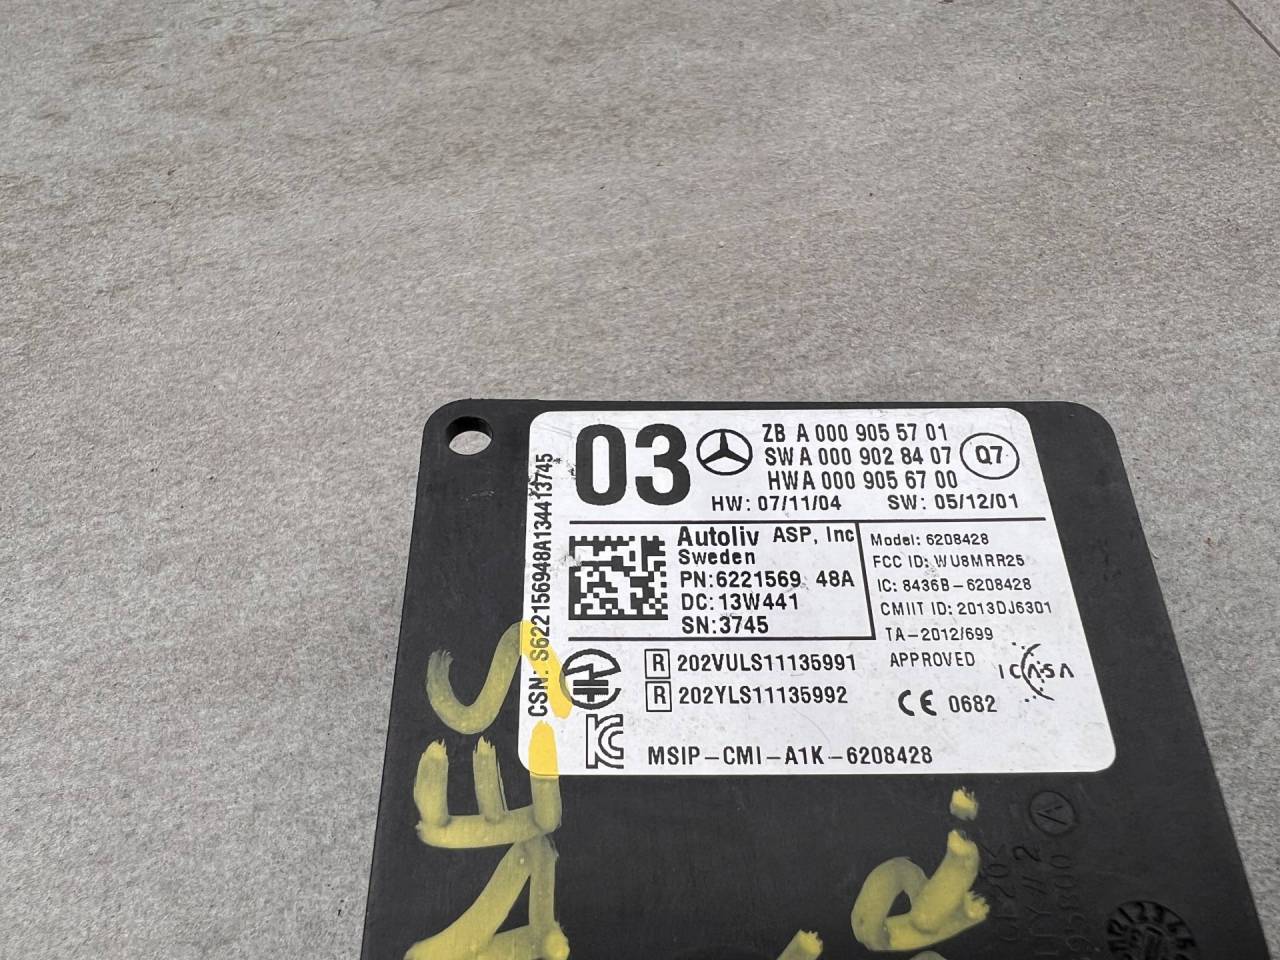 03
ZB A 000 905 57 01
SW A 000 902 84 07
HW A 000 905 67 00
Q7
HW: 07/11/04 SW: 05/12/01
CSN: S6221156948A134413745
Autoliv ASP, Inc
Sweden
PN:6221569 48A
DC:13W441
SN:3745
Model: 6208428
FCC ID: WU8MRR25
IC: 8436B-6208428
CMIIT ID: 2013DJ6301
TA-2012/699
APPROVED
ICASA
R 202VULS11135991
R 202YLS11135992
CE 0682
MSIP-CMI-A1K-6208428